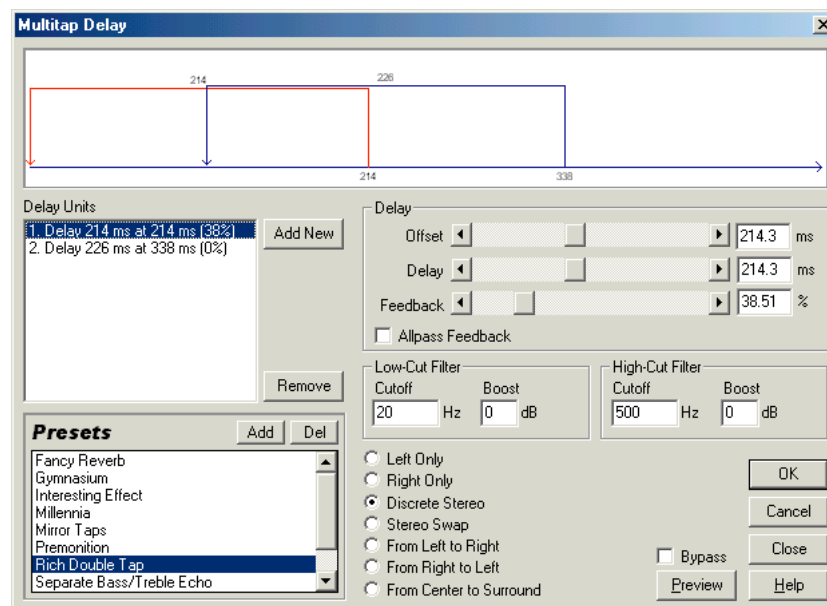 Multitap Delay
214
226
214
338
Delay Units
1. Delay 214 ms at 214 ms (38%)
2. Delay 226 ms at 338 ms (0%)
Add New
Remove
Delay
Offset 214.3 ms
Delay 214.3 ms
Feedback 38.51 %
Allpass Feedback
Low-Cut Filter
Cutoff Boost
20 Hz 0 dB
High-Cut Filter
Cutoff Boost
500 Hz 0 dB
Presets
Add Del
Fancy Reverb
Gymnasium
Interesting Effect
Millennia
Mirror Taps
Premonition
Rich Double Tap
Separate Bass/Treble Echo
Left Only
Right Only
Discrete Stereo
Stereo Swap
From Left to Right
From Right to Left
From Center to Surround
Bypass
Preview
OK
Cancel
Close
Help